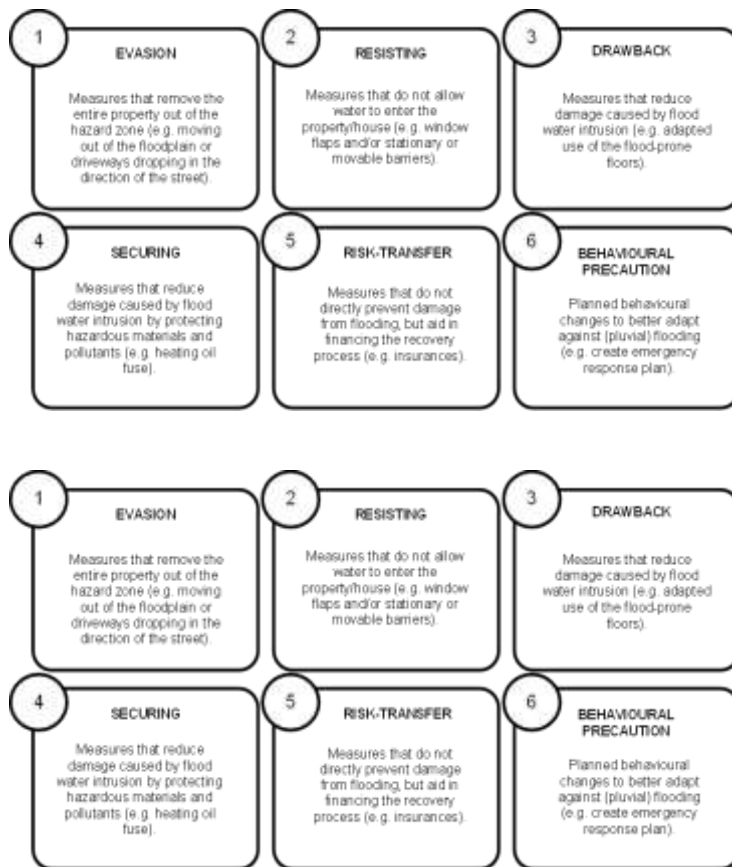 1
EVASION
Measures that remove the
entire property out of the
hazard zone (e.g. moving
out of the floodplain or
driveways dropping in the
direction of the street).
2
RESISTING
Measures that do not allow
water to enter the
property/house (e.g. window
flaps and/or stationary or
movable barriers).
3
DRAWBACK
Measures that reduce
damage caused by flood
water intrusion (e.g. adapted
use of the flood-prone
floors).
4
SECURING
Measures that reduce
damage caused by flood
water intrusion by protecting
hazardous materials and
pollutants (e.g. heating oil
fuse).
5
RISK-TRANSFER
Measures that do not
directly prevent damage
from flooding, but aid in
financing the recovery
process (e.g. insurances).
6
BEHAVIOURAL
PRECAUTION
Planned behavioural
changes to better adapt
against (pluvial) flooding
(e.g. create emergency
response plan).
1
EVASION
Measures that remove the
entire property out of the
hazard zone (e.g. moving
out of the floodplain or
driveways dropping in the
direction of the street).
2
RESISTING
Measures that do not allow
water to enter the
property/house (e.g. window
flaps and/or stationary or
movable barriers).
3
DRAWBACK
Measures that reduce
damage caused by flood
water intrusion (e.g. adapted
use of the flood-prone
floors).
4
SECURING
Measures that reduce
damage caused by flood
water intrusion by protecting
hazardous materials and
pollutants (e.g. heating oil
fuse).
5
RISK-TRANSFER
Measures that do not
directly prevent damage
from flooding, but aid in
financing the recovery
process (e.g. insurances).
6
BEHAVIOURAL
PRECAUTION
Planned behavioural
changes to better adapt
against (pluvial) flooding
(e.g. create emergency
response plan).